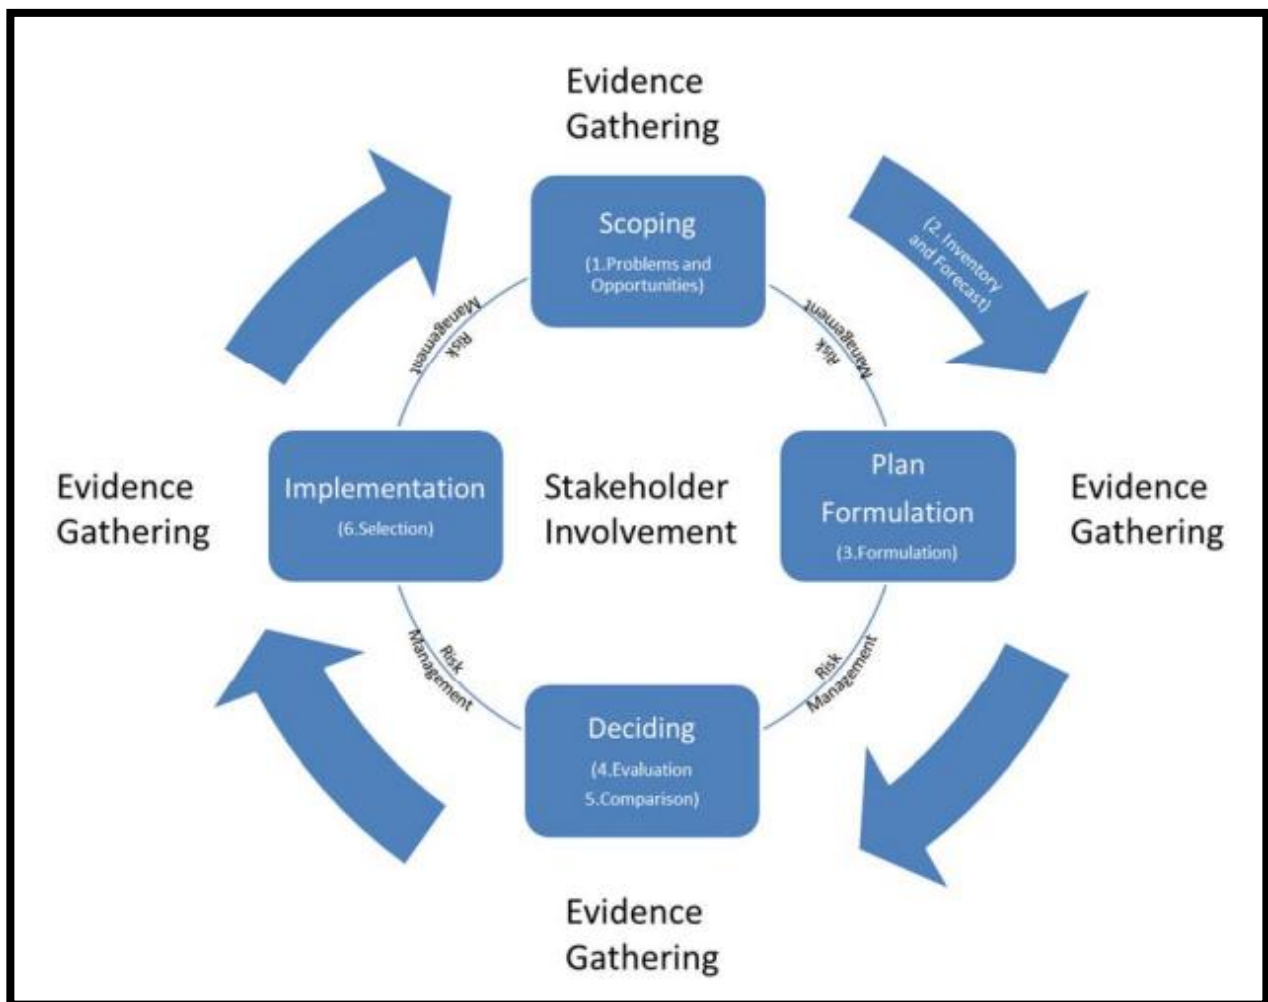 Evidence
Gathering
Scoping
(1.Problems and
Opportunities)
(2. Inventory
and Forecast)
Risk
Management
Risk
Management
Evidence
Gathering
Implementation
(6.Selection)
Stakeholder
Involvement
Plan
Formulation
(3.Formulation)
Evidence
Gathering
Risk
Management
Risk
Management
Deciding
(4.Evaluation
5.Comparison)
Evidence
Gathering